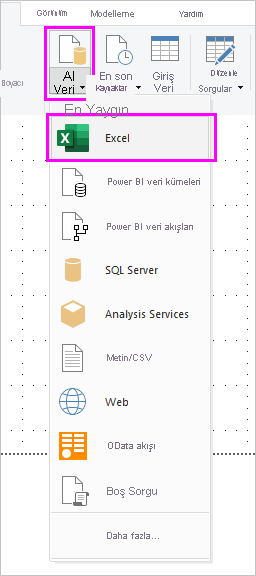 Görünüm Modelleme Yardım
Al
Veri
En son
Kaynaklar
Giriş
Veri
Düzenle
Sorgular
Boyacı
En Yaygın
Excel
Power BI veri kümeleri
Power BI veri akışları
SQL Server
Analysis Services
Metin/CSV
Web
OData akışı
Boş Sorgu
Daha fazla...